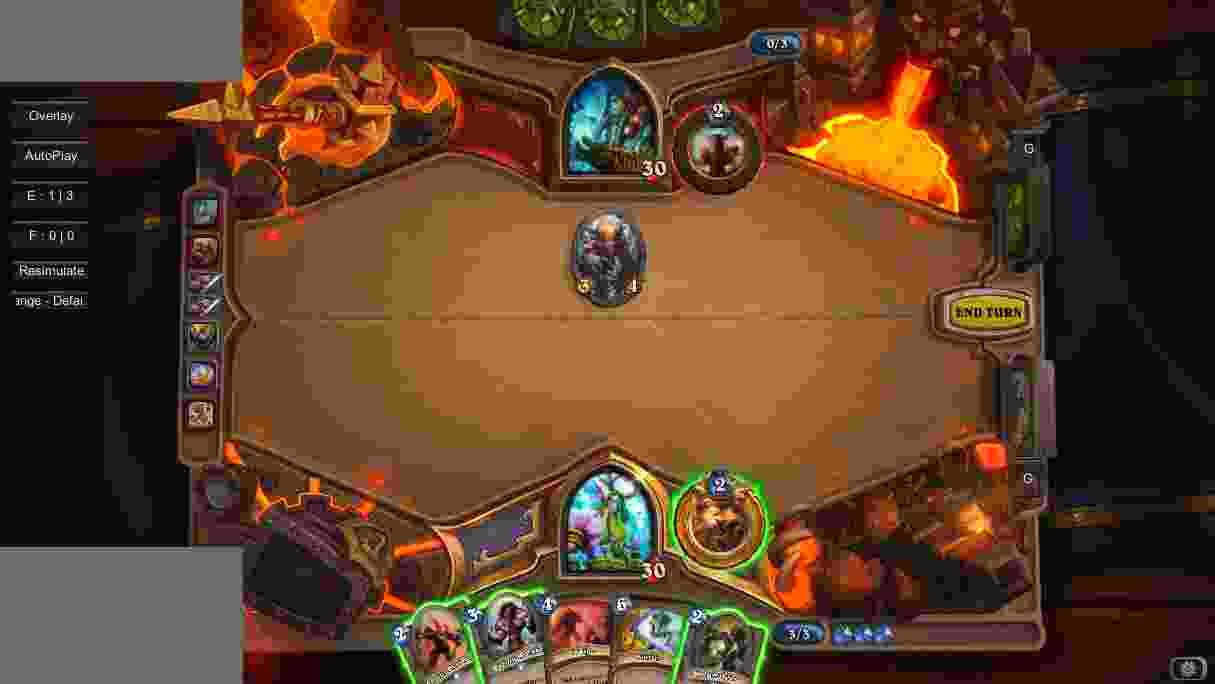 0/3
Overlay
2
AutoPlay
G
30
E : 1 | 3
F : 0 | 0
Resimulate
ange - Defau
3
4
END TURN
G
2
30
2
3
4
6
2
3/3